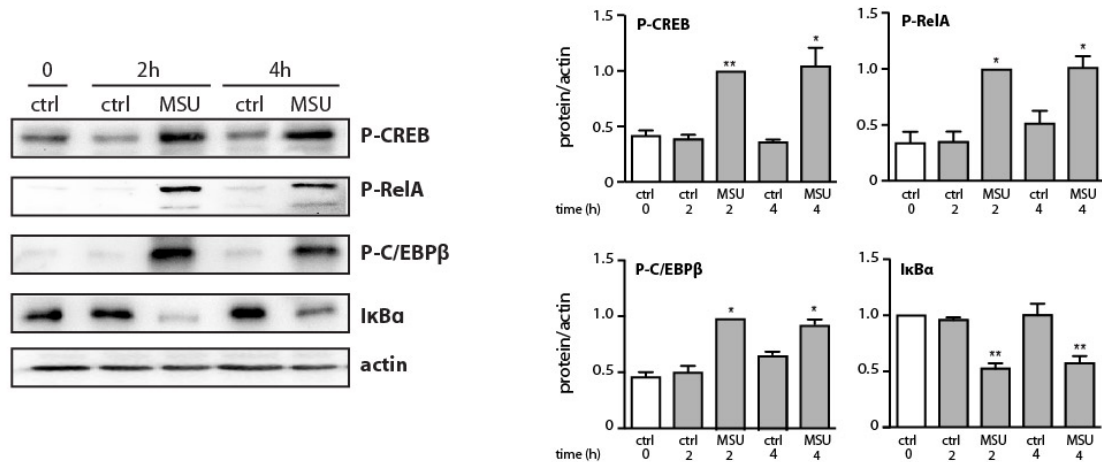 0 2h 4h
ctrl ctrl MSU ctrl MSU
P-CREB
P-RelA
P-C/EBPβ
IκBα
actin
P-CREB
protein/actin
1.5
1.0
0.5
0
** *
ctrl ctrl MSU ctrl MSU
time (h) 0 2 2 4 4
P-RelA
1.5
1.0
0.5
0
* *
ctrl ctrl MSU ctrl MSU
0 2 2 4 4
P-C/EBPβ
protein/actin
1.5
1.0
0.5
0
* *
ctrl ctrl MSU ctrl MSU
time (h) 0 2 2 4 4
IκBα
1.5
1.0
0.5
0
** **
ctrl ctrl MSU ctrl MSU
0 2 2 4 4